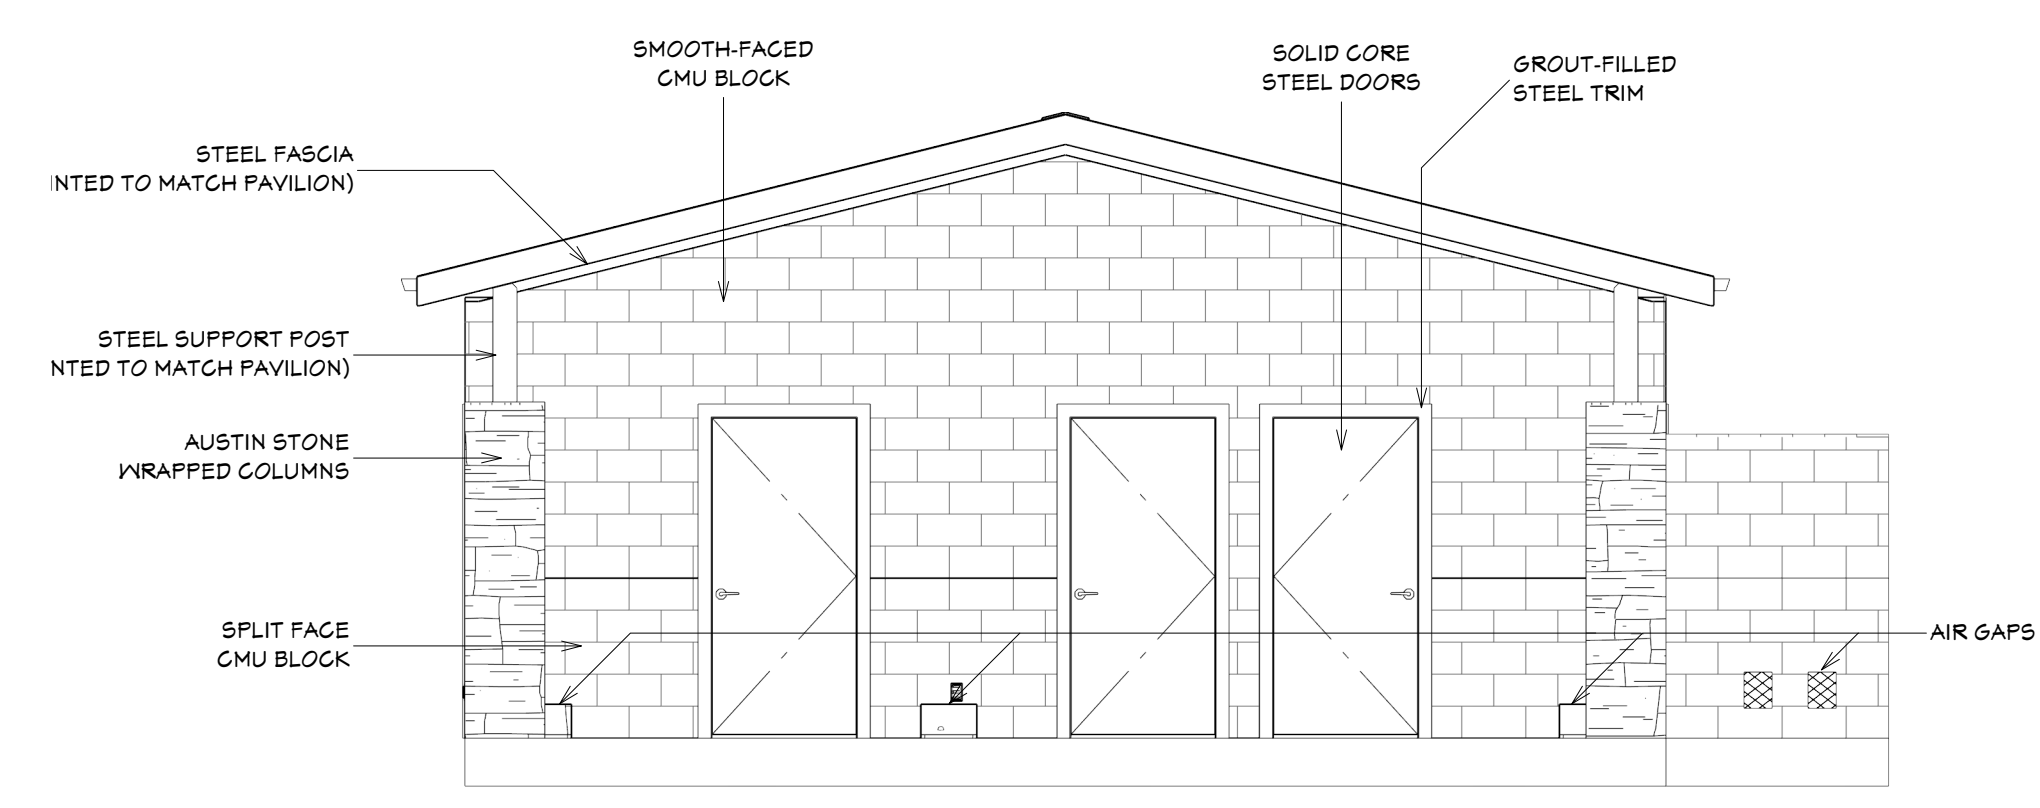 SMOOTH-FACED
CMU BLOCK
SOLID CORE
STEEL DOORS
GROUT-FILLED
STEEL TRIM
STEEL FASCIA
NTED TO MATCH PAVILION)
STEEL SUPPORT POST
NTED TO MATCH PAVILION)
AUSTIN STONE
WRAPPED COLUMNS
SPLIT FACE
CMU BLOCK
AIR GAPS